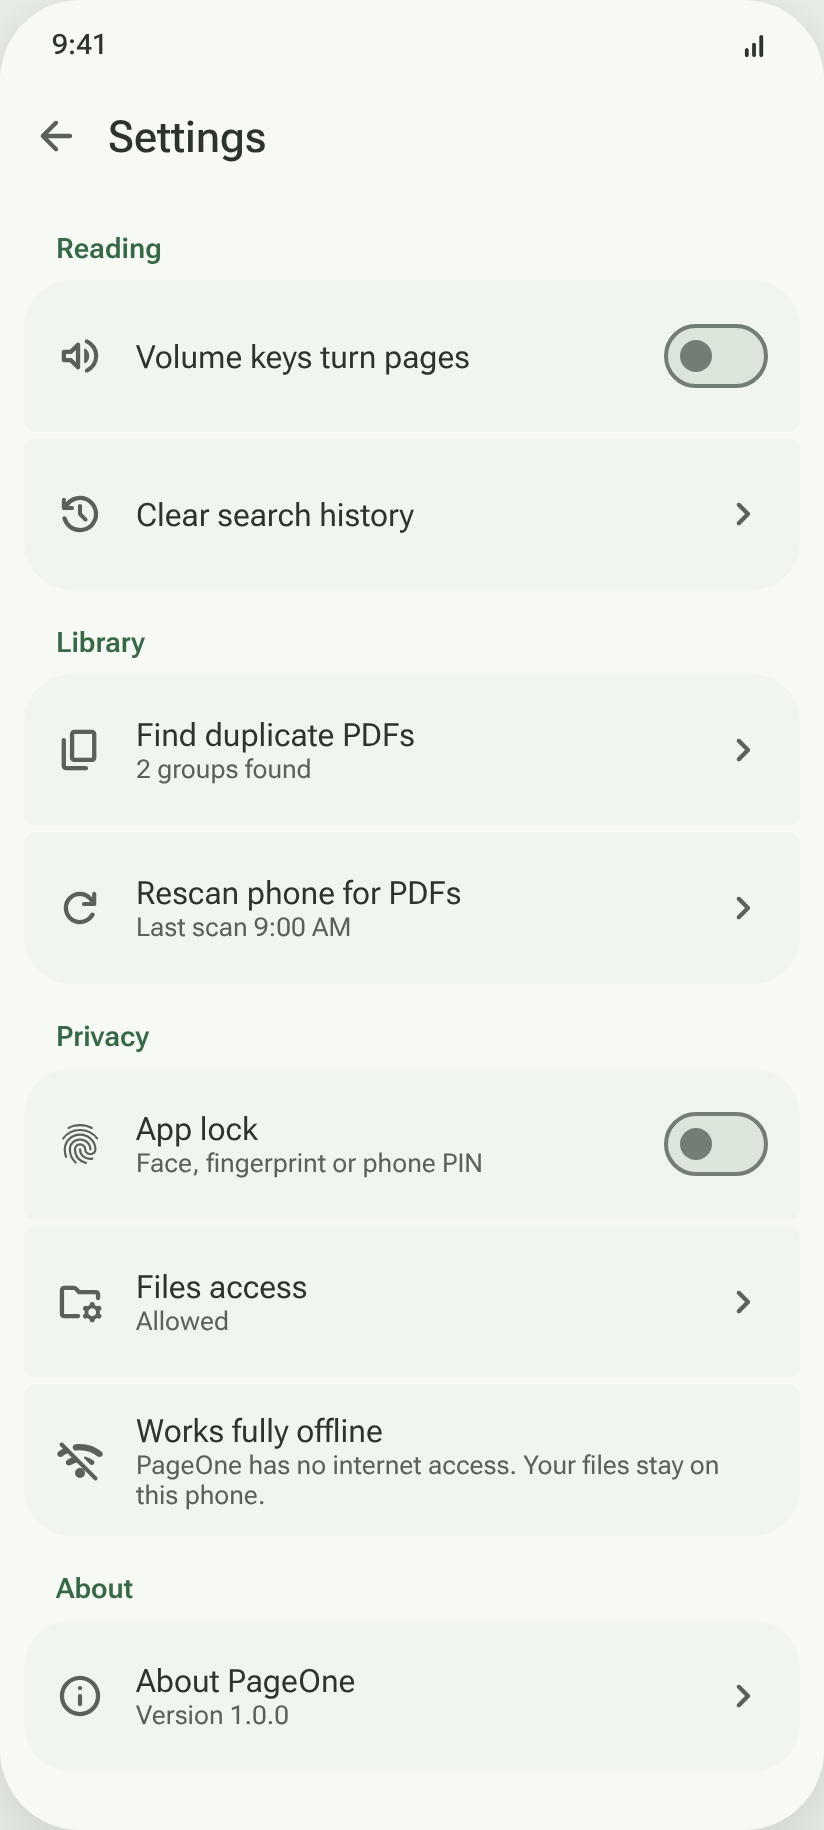 9:41
Settings
Reading
Volume keys turn pages
Clear search history
Library
Find duplicate PDFs
2 groups found
Rescan phone for PDFs
Last scan 9:00 AM
Privacy
App lock
Face, fingerprint or phone PIN
Files access
Allowed
Works fully offline
PageOne has no internet access. Your files stay on
this phone.
About
About PageOne
Version 1.0.0